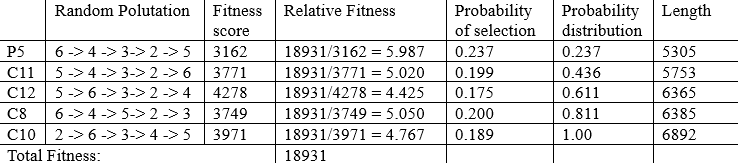 Random Polutation Fitness score Relative Fitness Probability of selection Probability distribution Length
P5 6 -> 4 -> 3-> 2 -> 5 3162 18931/3162 = 5.987 0.237 0.237 5305
C11 5 -> 4 -> 3-> 2 -> 6 3771 18931/3771 = 5.020 0.199 0.436 5753
C12 5 -> 6 -> 3-> 2 -> 4 4278 18931/4278 = 4.425 0.175 0.611 6365
C8 6 -> 4 -> 5-> 2 -> 3 3749 18931/3749 = 5.050 0.200 0.811 6385
C10 2 -> 6 -> 3-> 4 -> 5 3971 18931/3971 = 4.767 0.189 1.00 6892
Total Fitness: 18931